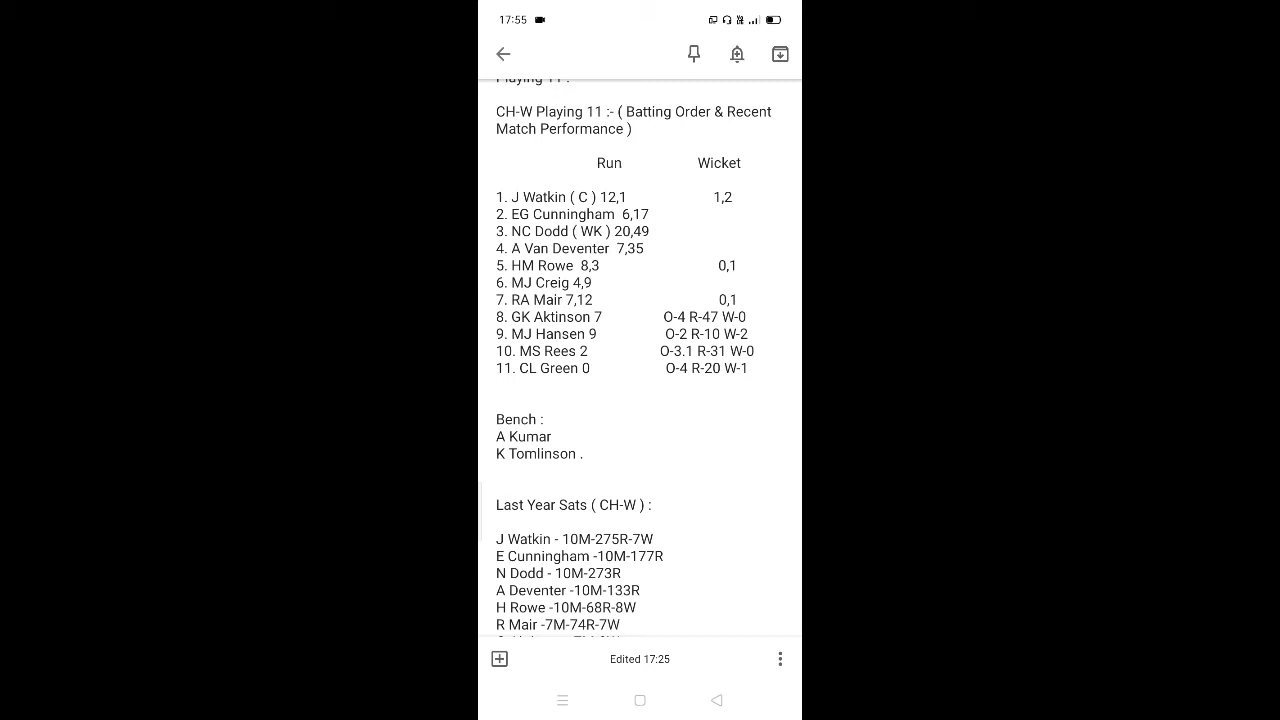 17:55
Playing 11 :
CH-W Playing 11 :- ( Batting Order & Recent
Match Performance )
Run Wicket
1. J Watkin ( C ) 12,1 1,2
2. EG Cunningham 6,17
3. NC Dodd ( WK ) 20,49
4. A Van Deventer 7,35
5. HM Rowe 8,3 0,1
6. MJ Creig 4,9
7. RA Mair 7,12 0,1
8. GK Aktinson 7 O-4 R-47 W-0
9. MJ Hansen 9 O-2 R-10 W-2
10. MS Rees 2 O-3.1 R-31 W-0
11. CL Green 0 O-4 R-20 W-1
Bench :
A Kumar
K Tomlinson .
Last Year Sats ( CH-W ) :
J Watkin - 10M-275R-7W
E Cunningham -10M-177R
N Dodd - 10M-273R
A Deventer -10M-133R
H Rowe -10M-68R-8W
R Mair -7M-74R-7W
Edited 17:25